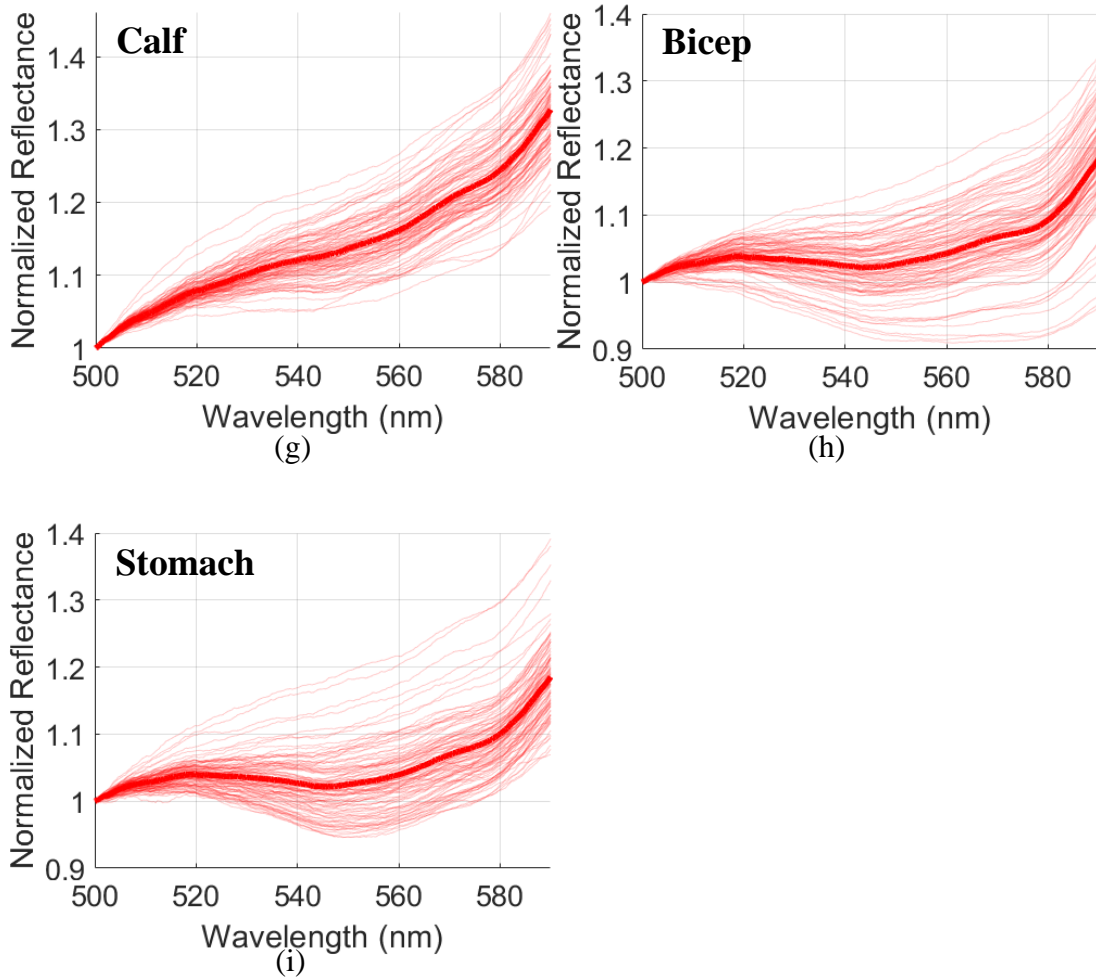 Calf
Normalized Reflectance
1.4
1.3
1.2
1.1
1
500 520 540 560 580
Wavelength (nm)
(g)
Bicep
Normalized Reflectance
1.4
1.3
1.2
1.1
1
0.9
500 520 540 560 580
Wavelength (nm)
(h)
Stomach
Normalized Reflectance
1.4
1.3
1.2
1.1
1
0.9
500 520 540 560 580
Wavelength (nm)
(i)